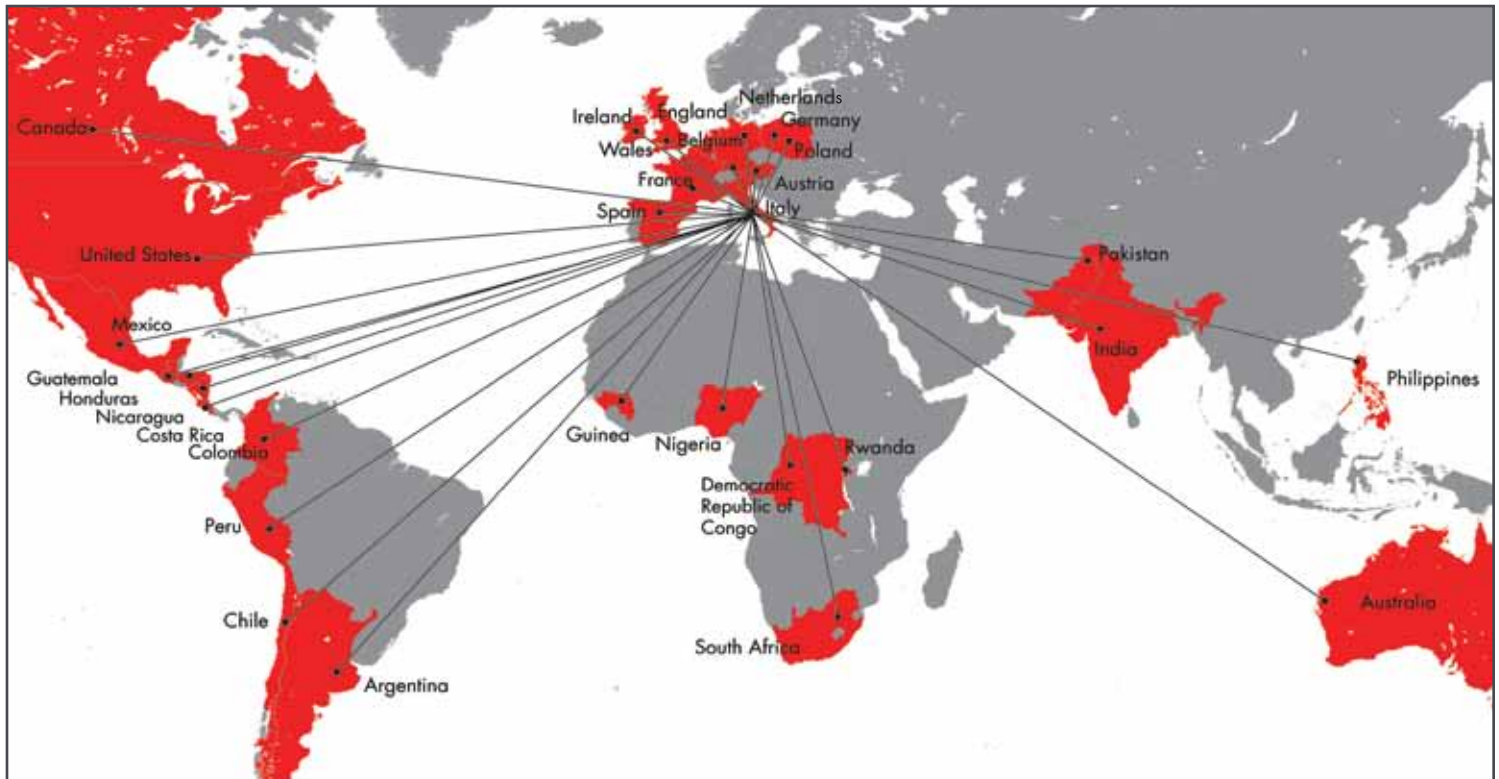 Canada
United States
Mexico
Guatemala
Honduras
Nicaragua
Costa Rica
Colombia
Peru
Chile
Argentina
Ireland
England
Netherlands
Germany
Wales
Belgium
Poland
France
Austria
Spain
Italy
Guinea
Nigeria
Rwanda
Democratic
Republic of
Congo
South Africa
Pakistan
India
Philippines
Australia